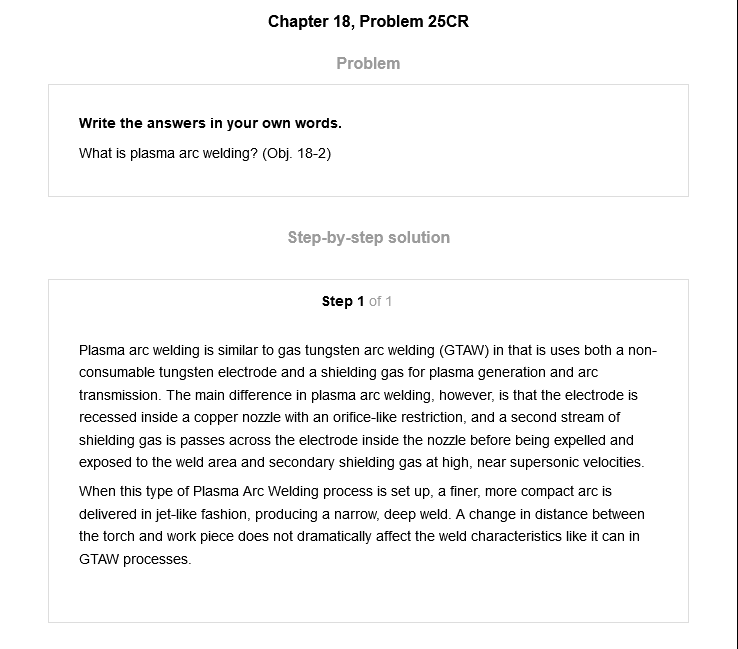 Chapter 18, Problem 25CR
Problem
Write the answers in your own words.
What is plasma arc welding? (Obj. 18-2)
Step-by-step solution
Step 1 of 1
Plasma arc welding is similar to gas tungsten arc welding (GTAW) in that is uses both a non-
consumable tungsten electrode and a shielding gas for plasma generation and arc
transmission. The main difference in plasma arc welding, however, is that the electrode is
recessed inside a copper nozzle with an orifice-like restriction, and a second stream of
shielding gas is passes across the electrode inside the nozzle before being expelled and
exposed to the weld area and secondary shielding gas at high, near supersonic velocities.
When this type of Plasma Arc Welding process is set up, a finer, more compact arc is
delivered in jet-like fashion, producing a narrow, deep weld. A change in distance between
the torch and work piece does not dramatically affect the weld characteristics like it can in
GTAW processes.